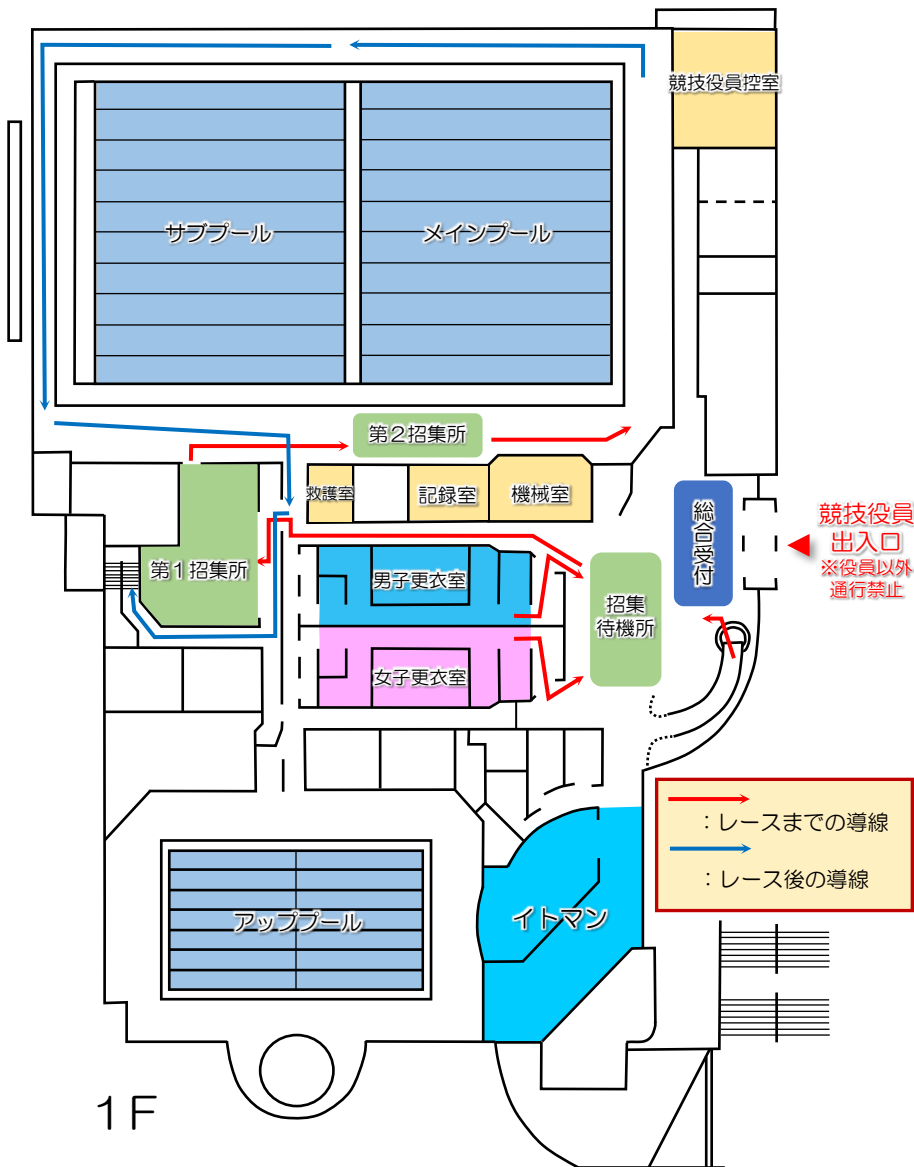 競技役員控室
サブプール
メインプール
第２招集所
救護室
記録室
機械室
総合受付
競技役員
出入口
※役員以外
通行禁止
第１招集所
男子更衣室
招集
待機所
女子更衣室
：レースまでの導線
：レース後の導線
アッププール
イトマン
１F